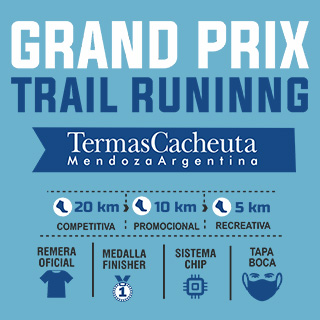 GRAND PRIX
TRAIL RUNINNG
TermasCacheuta
MendozaArgentina
20 km 10 km 5 km
COMPETITIVA PROMOCIONAL RECREATIVA
REMERA OFICIAL
MEDALLA FINISHER
1
SISTEMA CHIP
TAPA BOCA